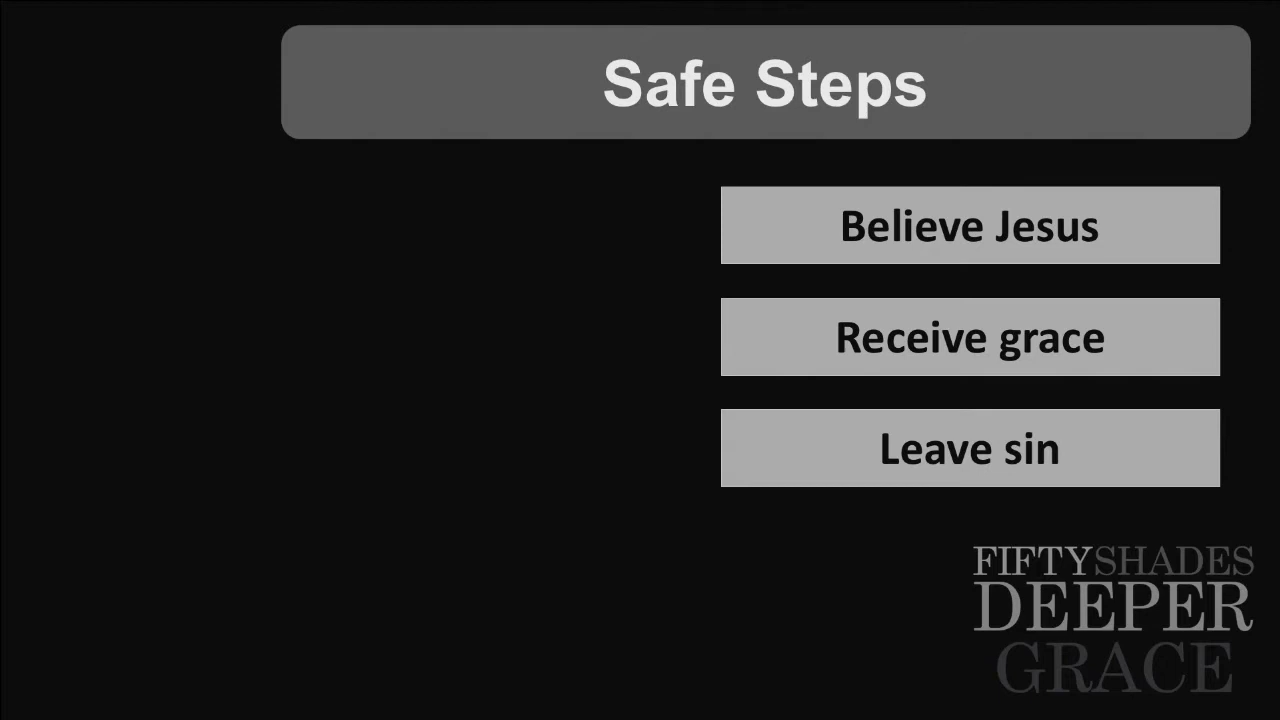 Safe Steps
Believe Jesus
Receive grace
Leave sin
FIFTYSHADES
DEEPER
GRACE